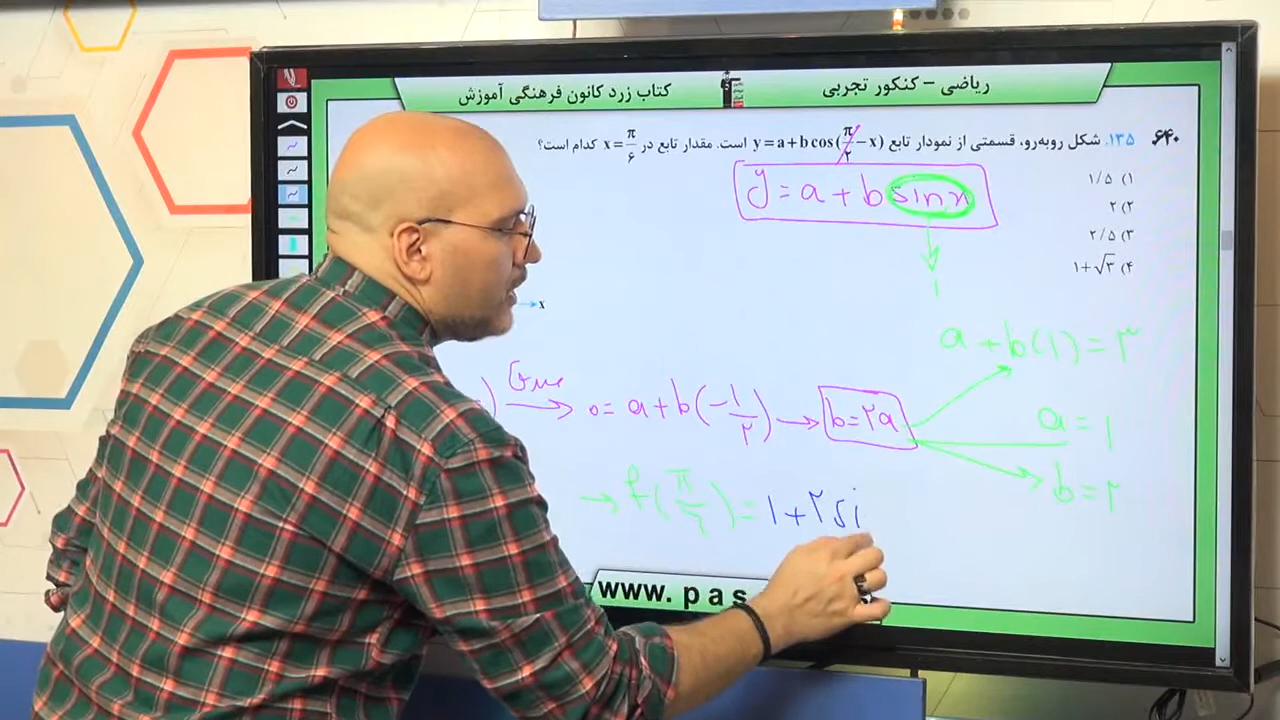 ریاضی – کنکور تجربی
کتاب زرد کانون فرهنگی آموزش
۶۴۰ ۱۳۵. شکل روبه‌رو، قسمتی از نمودار تابع y = a + b cos(π/۲ − x) است. مقدار تابع در x = π/۶ کدام است؟
۱) ۱/۵
۲) ۲
۳) ۲/۵
۴) ۱+√۳
y = a + b sin x
۱
x
a + b(۱) = ۳
) → ۰ = a + b(−۱/۲) → b = ۲a
a = ۱
b = ۲
→ f(π/۶) = ۱ + ۲ si
www. pas